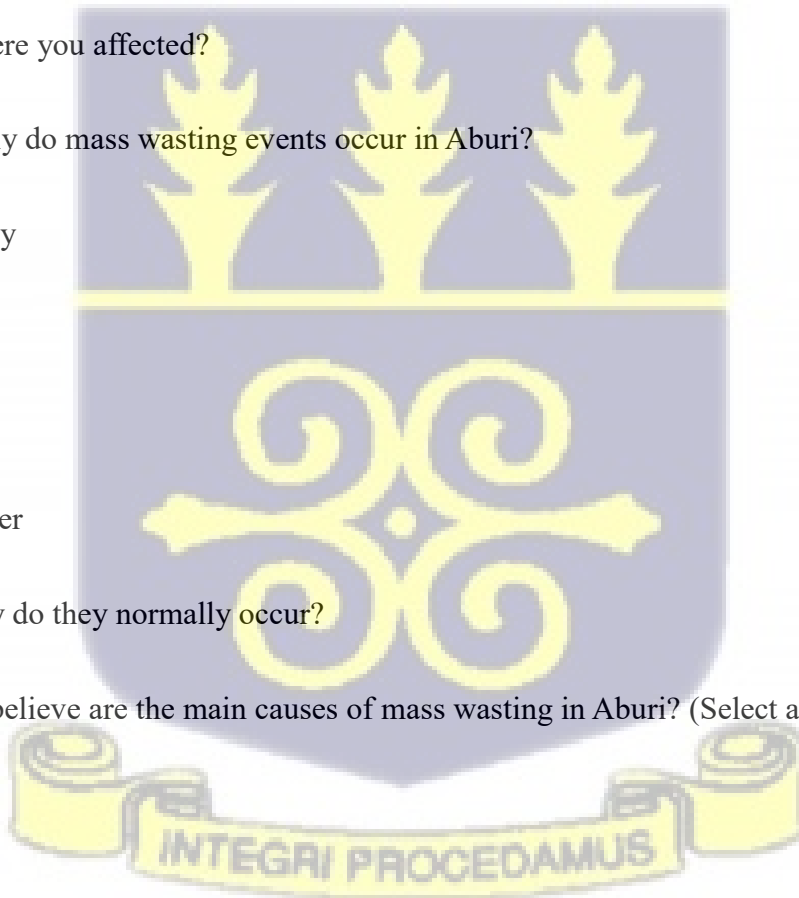 ere you affected?
y do mass wasting events occur in Aburi?
y
er
do they normally occur?
believe are the main causes of mass wasting in Aburi? (Select a
INTEGRI PROCEDAMUS